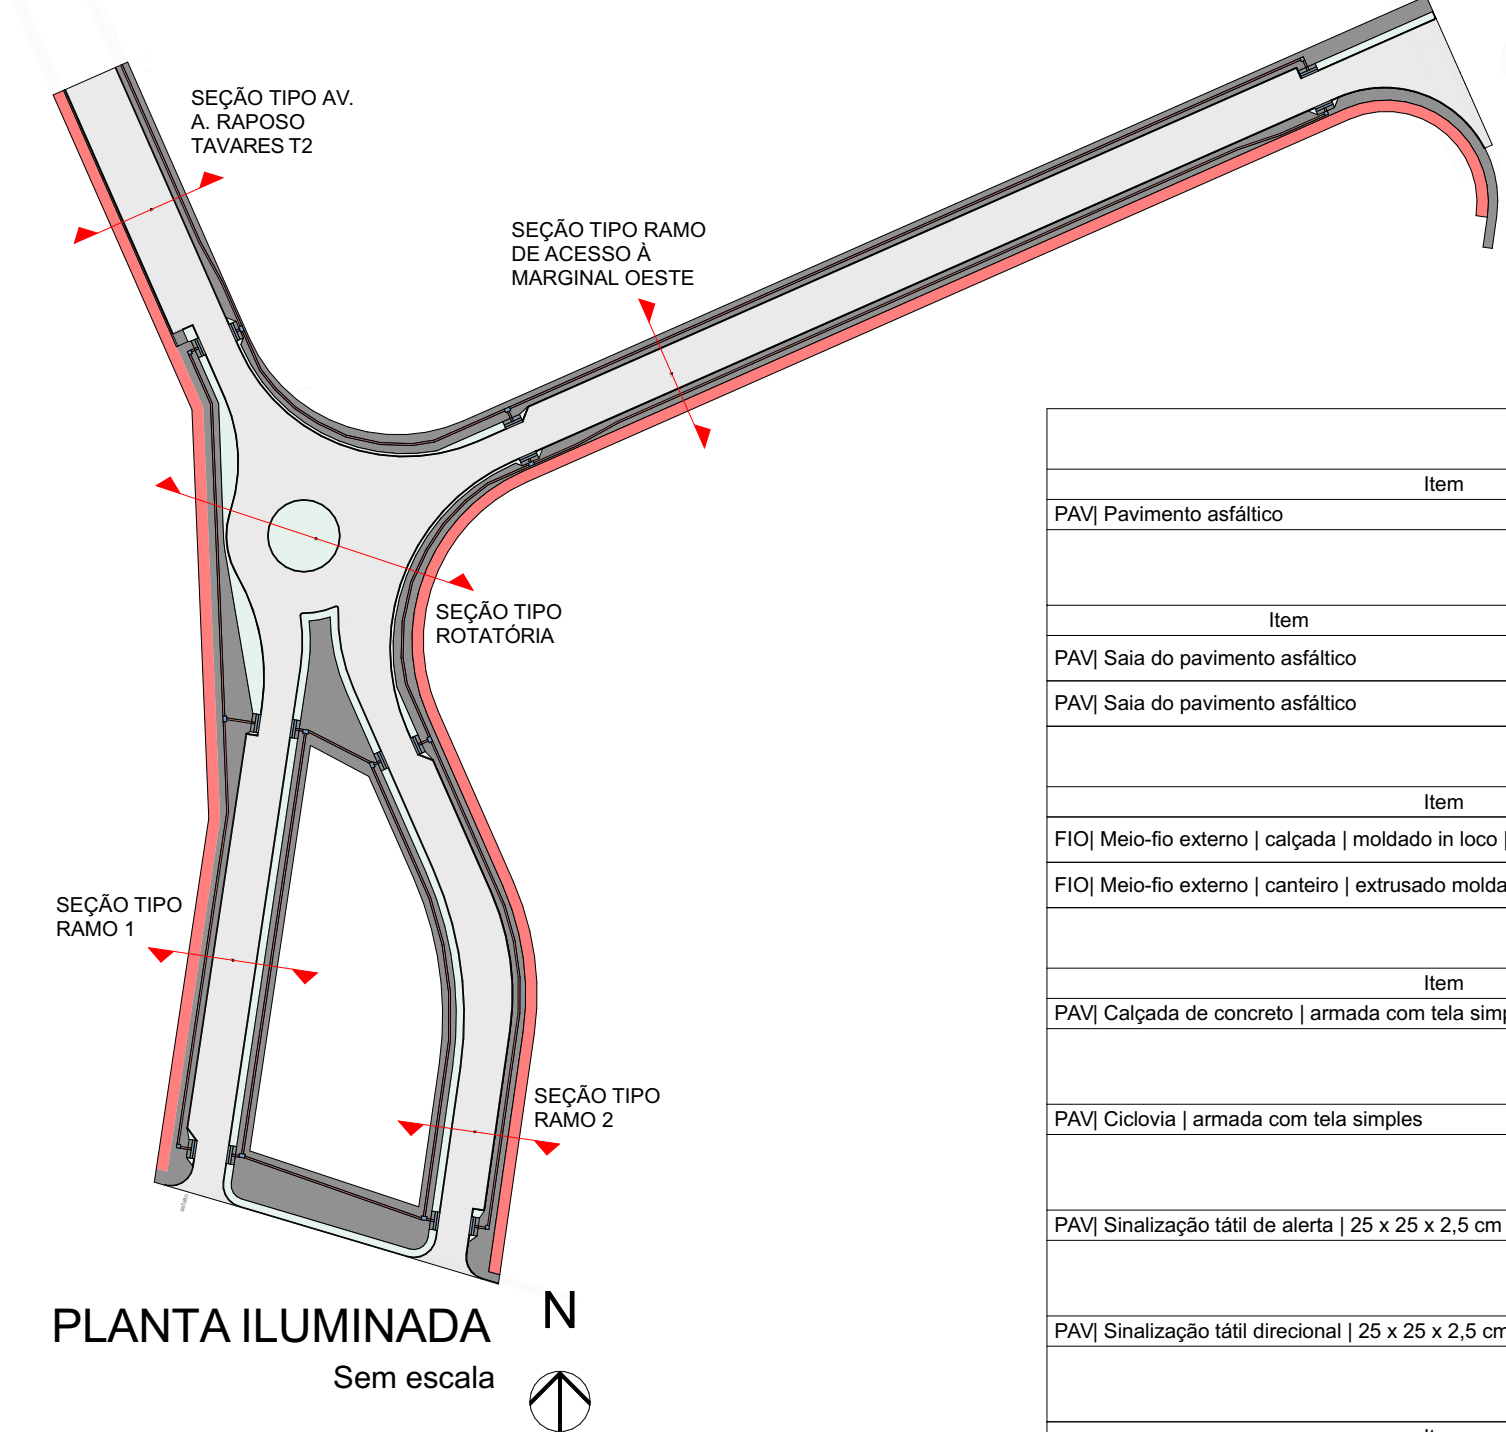 SEÇÃO TIPO AV.
A. RAPOSO
TAVARES T2
SEÇÃO TIPO RAMO
DE ACESSO À
MARGINAL OESTE
SEÇÃO TIPO
ROTATÓRIA
SEÇÃO TIPO
RAMO 1
SEÇÃO TIPO
RAMO 2
asfalto
PLANTA ILUMINADA
Sem escala
N
Item
PAV| Pavimento asfáltico
Item
PAV| Saia do pavimento asfáltico
PAV| Saia do pavimento asfáltico
Item
FIO| Meio-fio externo | calçada | moldado in loco |
FIO| Meio-fio externo | canteiro | extrusado molda
Item
PAV| Calçada de concreto | armada com tela simp
PAV| Ciclovia | armada com tela simples
PAV| Sinalização tátil de alerta | 25 x 25 x 2,5 cm
PAV| Sinalização tátil direcional | 25 x 25 x 2,5 cm